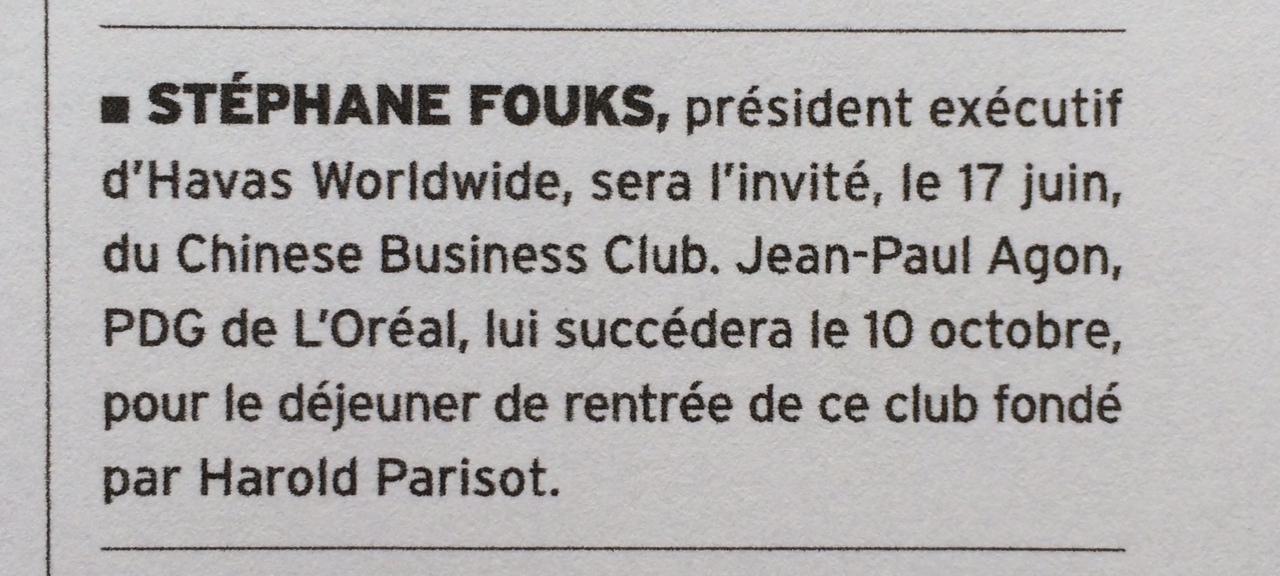 ■ STÉPHANE FOUKS, président exécutif
d'Havas Worldwide, sera l'invité, le 17 juin,
du Chinese Business Club. Jean-Paul Agon,
PDG de L'Oréal, lui succédera le 10 octobre,
pour le déjeuner de rentrée de ce club fondé
par Harold Parisot.